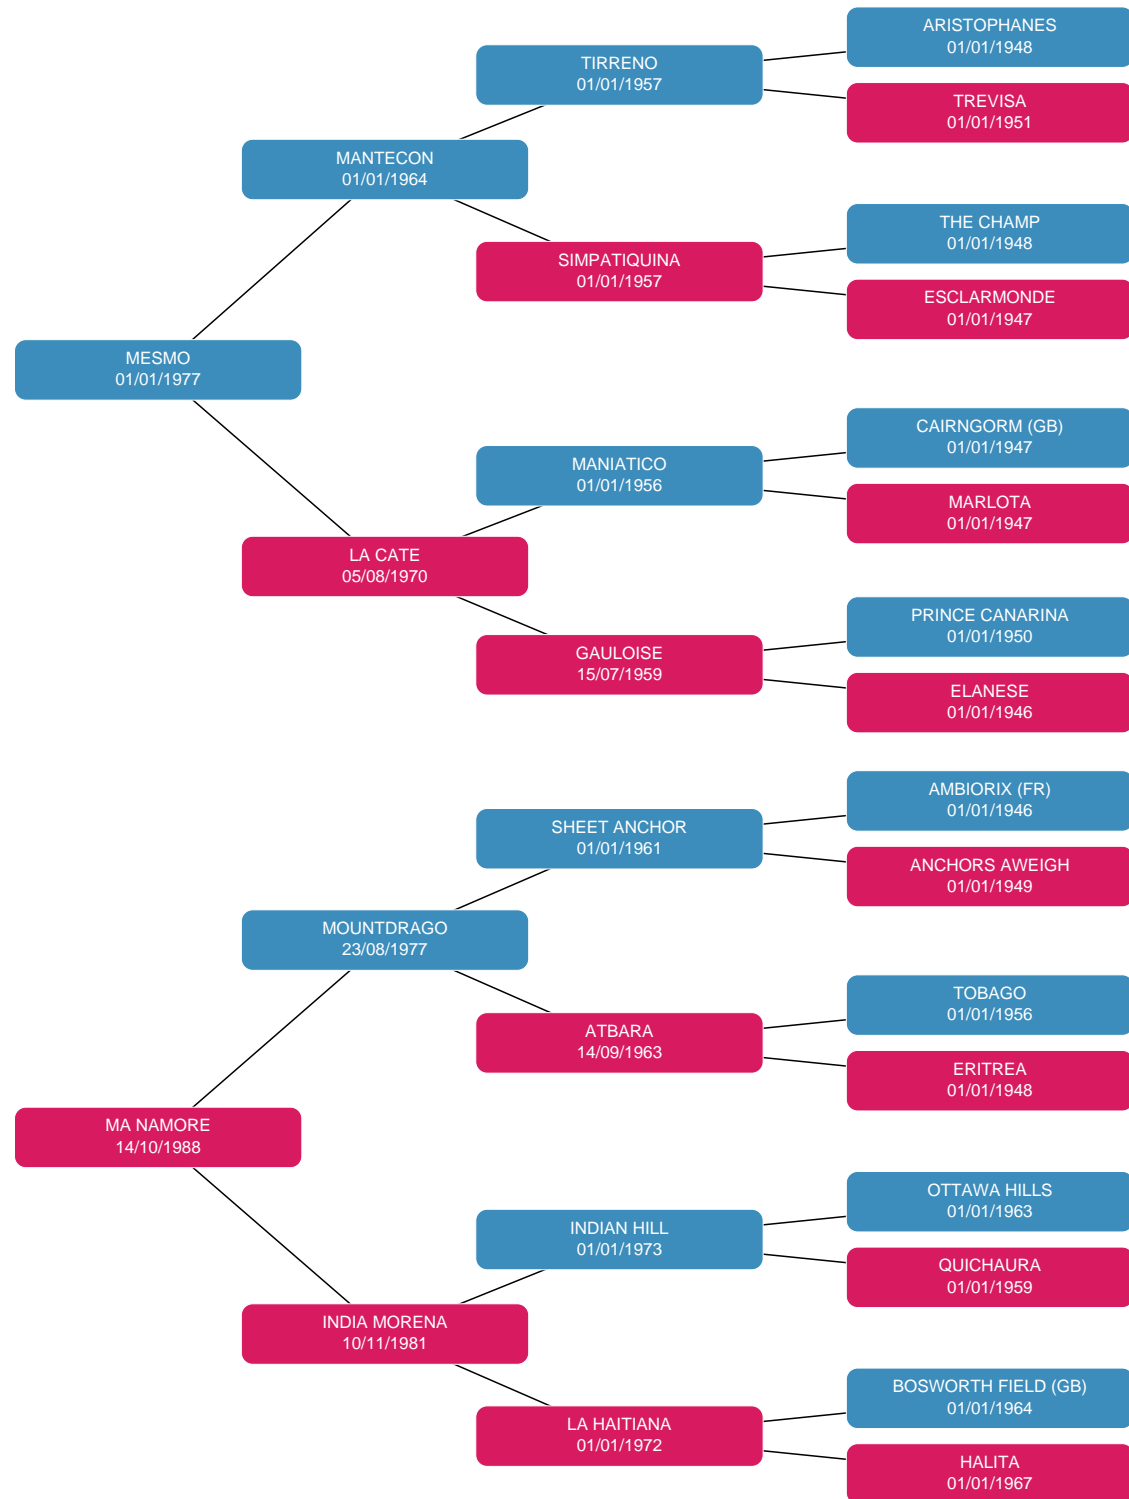 ARISTOPHANES
01/01/1948
TIRRENO
01/01/1957
TREVISA
01/01/1951
MANTECON
01/01/1964
THE CHAMP
01/01/1948
SIMPATIQUINA
01/01/1957
ESCLARMONDE
01/01/1947
MESMO
01/01/1977
CAIRNGORM (GB)
01/01/1947
MANIATICO
01/01/1956
MARLOTA
01/01/1947
LA CATE
05/08/1970
PRINCE CANARINA
01/01/1950
GAULOISE
15/07/1959
ELANESE
01/01/1946
AMBIORIX (FR)
01/01/1946
SHEET ANCHOR
01/01/1961
ANCHORS AWEIGH
01/01/1949
MOUNTDRAGO
23/08/1977
TOBAGO
01/01/1956
ATBARA
14/09/1963
ERITREA
01/01/1948
MA NAMORE
14/10/1988
OTTAWA HILLS
01/01/1963
INDIAN HILL
01/01/1973
QUICHAURA
01/01/1959
INDIA MORENA
10/11/1981
BOSWORTH FIELD (GB)
01/01/1964
LA HAITIANA
01/01/1972
HALITA
01/01/1967